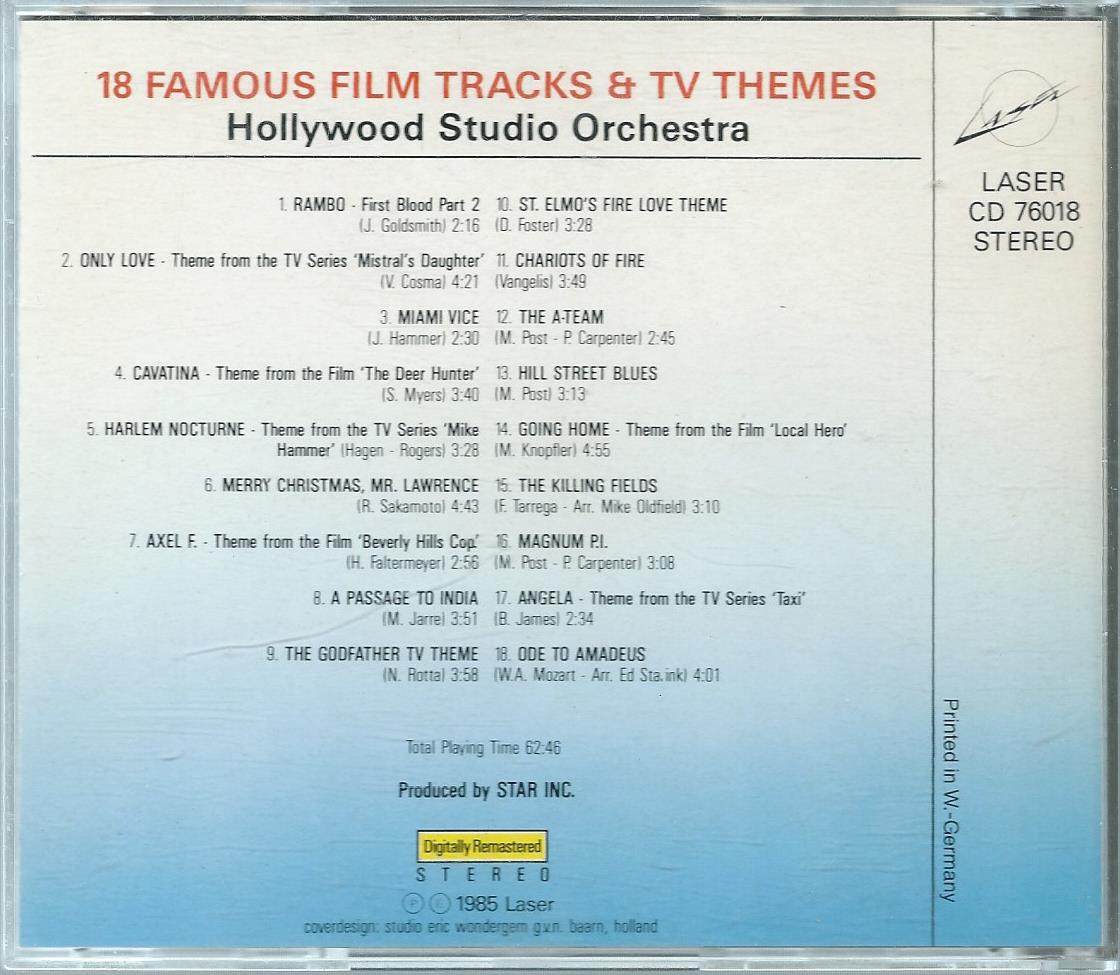 18 FAMOUS FILM TRACKS & TV THEMES
Hollywood Studio Orchestra
1. RAMBO - First Blood Part 2
(J. Goldsmith) 2:16
2. ONLY LOVE - Theme from the TV Series 'Mistral's Daughter'
(V. Cosma) 4:21
3. MIAMI VICE
(J. Hammer) 2:30
4. CAVATINA - Theme from the Film 'The Deer Hunter'
(S. Myers) 3:40
5. HARLEM NOCTURNE - Theme from the TV Series 'Mike
Hammer' (Hagen - Rogers) 3:28
6. MERRY CHRISTMAS, MR. LAWRENCE
(R. Sakamoto) 4:43
7. AXEL F. - Theme from the Film 'Beverly Hills Cop.'
(H. Faltermeyer) 2:56
8. A PASSAGE TO INDIA
(M. Jarre) 3:51
9. THE GODFATHER TV THEME
(N. Rotta) 3:58
10. ST. ELMO'S FIRE LOVE THEME
(D. Foster) 3:28
11. CHARIOTS OF FIRE
(Vangelis) 3:49
12. THE A-TEAM
(M. Post - P. Carpenter) 2:45
13. HILL STREET BLUES
(M. Post) 3:13
14. GOING HOME - Theme from the Film 'Local Hero'
(M. Knopfler) 4:55
15. THE KILLING FIELDS
(F. Tarrega - Arr. Mike Oldfield) 3:10
16. MAGNUM P.I.
(M. Post - P. Carpenter) 3:08
17. ANGELA - Theme from the TV Series 'Taxi'
(B. James) 2:34
18. ODE TO AMADEUS
(W.A. Mozart - Arr. Ed Sta.ink) 4:01
Total Playing Time 62:46
Produced by STAR INC.
Digitally Remastered
STEREO
Ⓟ Ⓒ 1985 Laser
coverdesign: studio eric wondergem g.v.n. baarn, holland
Laser
LASER
CD 76018
STEREO
Printed in W.-Germany